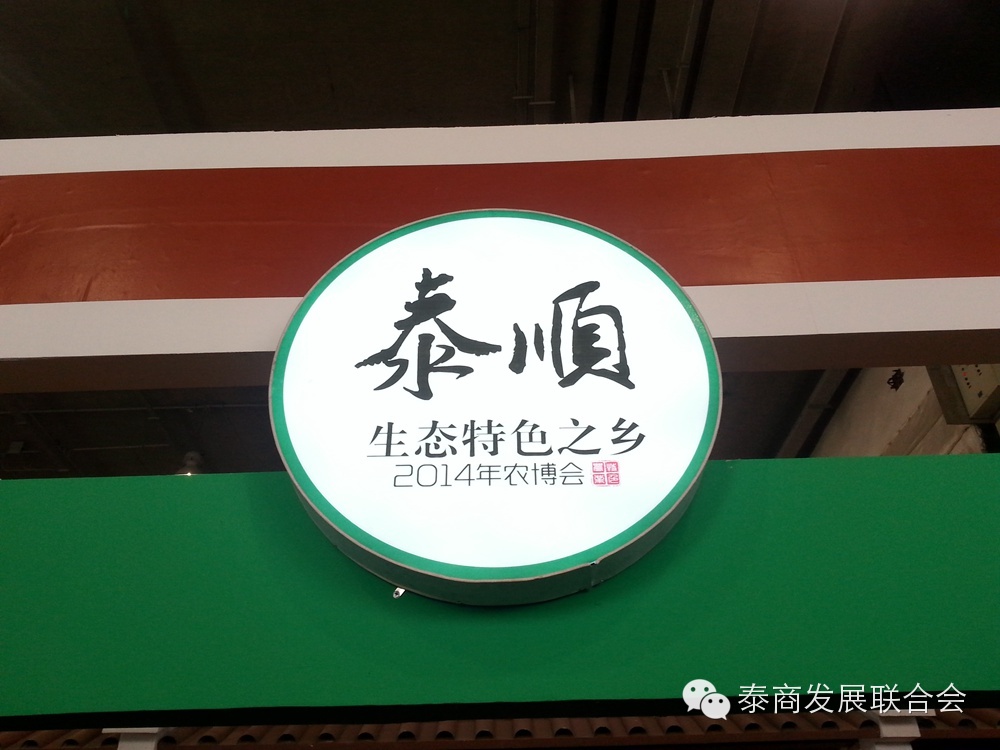 泰順
生态特色之乡
2014年农博会
泰商发展联合会